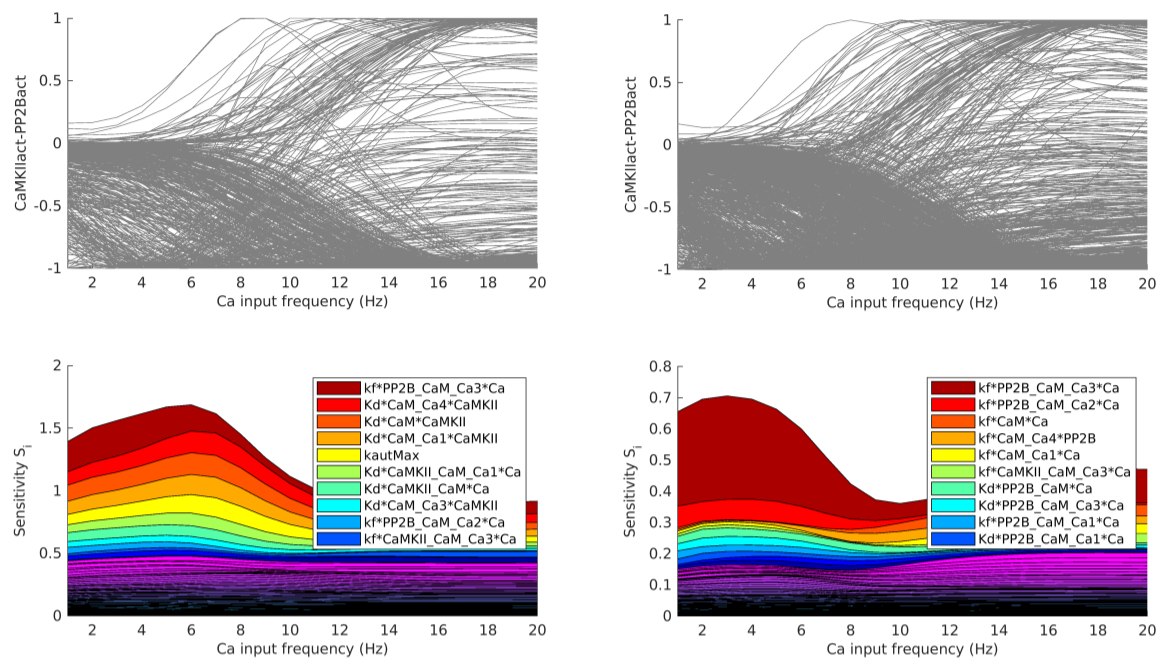 CaMKIIact-PP2Bact
1
0.5
0
-0.5
-1
2 4 6 8 10 12 14 16 18 20
Ca input frequency (Hz)
CaMKIIact-PP2Bact
1
0.5
0
-0.5
-1
2 4 6 8 10 12 14 16 18 20
Ca input frequency (Hz)
Sensitivity Si
2
1.5
1
0.5
0
kf*PP2B_CaM_Ca3*Ca
Kd*CaM_Ca4*CaMKII
Kd*CaM*CaMKII
Kd*CaM_Ca1*CaMKII
kautMax
Kd*CaMKII_CaM_Ca1*Ca
Kd*CaMKII_CaM*Ca
Kd*CaM_Ca3*CaMKII
kf*PP2B_CaM_Ca2*Ca
kf*CaMKII_CaM_Ca3*Ca
2 4 6 8 10 12 14 16 18 20
Ca input frequency (Hz)
Sensitivity Si
0.8
0.7
0.6
0.5
0.4
0.3
0.2
0.1
0
kf*PP2B_CaM_Ca3*Ca
kf*PP2B_CaM_Ca2*Ca
kf*CaM*Ca
kf*CaM_Ca4*PP2B
kf*CaM_Ca1*Ca
kf*CaMKII_CaM_Ca3*Ca
Kd*PP2B_CaM*Ca
Kd*PP2B_CaM_Ca3*Ca
kf*PP2B_CaM_Ca1*Ca
Kd*PP2B_CaM_Ca1*Ca
2 4 6 8 10 12 14 16 18 20
Ca input frequency (Hz)